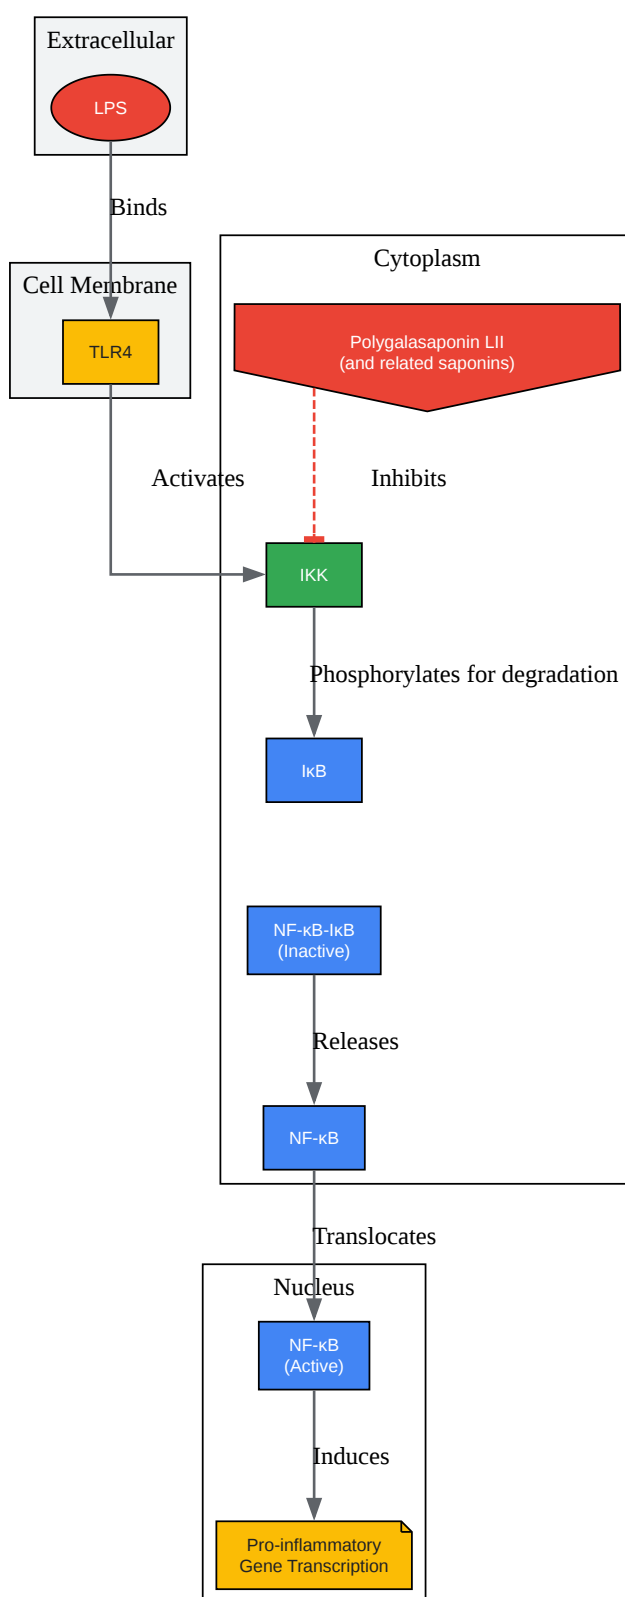 Extracellular
LPS
Binds
Cell Membrane
TLR4
Cytoplasm
Polygalasaponin LII
(and related saponins)
Activates
Inhibits
IKK
Phosphorylates for degradation
IκB
NF-κB-IκB
(Inactive)
Releases
NF-κB
Translocates
Nucleus
NF-κB
(Active)
Induces
Pro-inflammatory
Gene Transcription